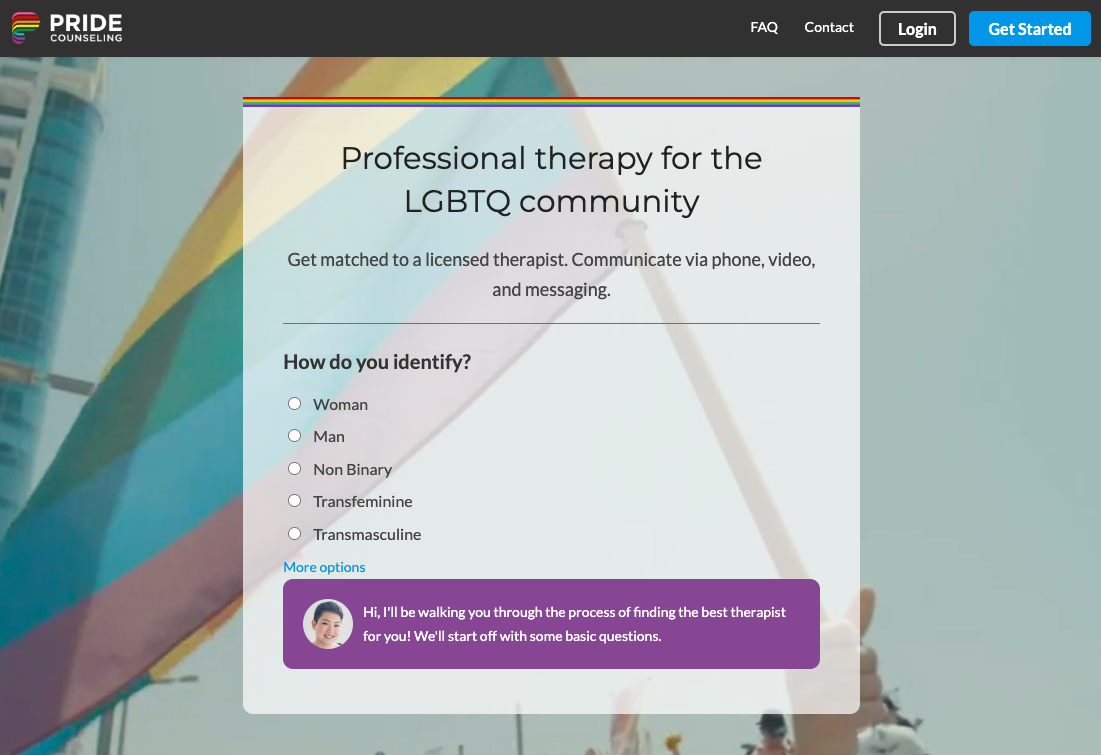 PRIDE
COUNSELING
FAQ
Contact
Login
Get Started
Professional therapy for the
LGBTQ community
Get matched to a licensed therapist. Communicate via phone, video,
and messaging.
How do you identify?
Woman
Man
Non Binary
Transfeminine
Transmasculine
More options
Hi, I'll be walking you through the process of finding the best therapist
for you! We'll start off with some basic questions.